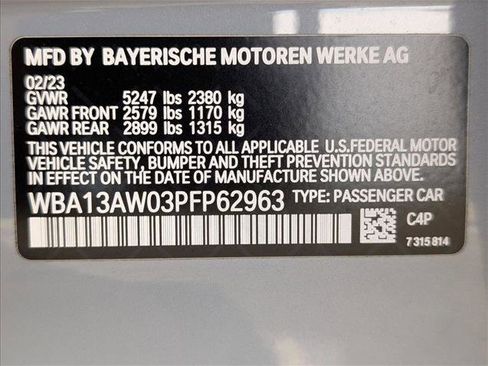 MFD BY BAYERISCHE MOTOREN WERKE AG
02/23
GVWR 5247 lbs 2380 kg
GAWR FRONT 2579 lbs 1170 kg
GAWR REAR 2899 lbs 1315 kg
THIS VEHICLE CONFORMS TO ALL APPLICABLE U.S.FEDERAL MOTOR
VEHICLE SAFETY, BUMPER AND THEFT PREVENTION STANDARDS
IN EFFECT ON THE DATE OF MANUFACTURE SHOWN ABOVE.
WBA13AW03PFP62963 TYPE: PASSENGER CAR
C4P
7 315 814